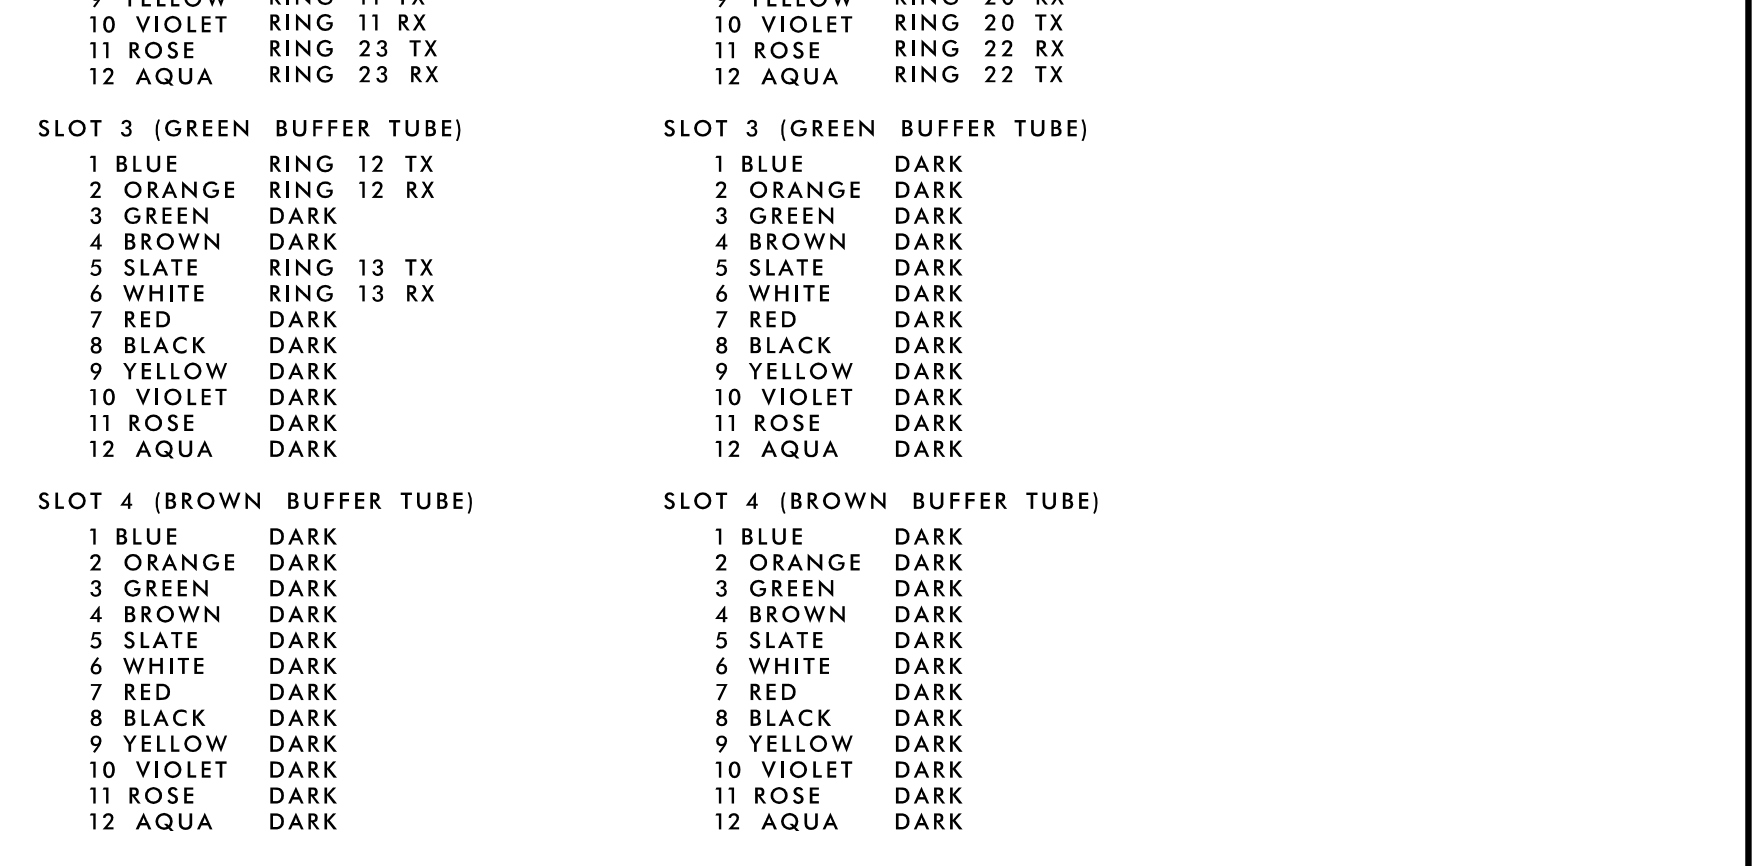 9 YELLOW RING 11 TX
10 VIOLET RING 11 RX
11 ROSE RING 23 TX
12 AQUA RING 23 RX
SLOT 3 (GREEN BUFFER TUBE)
1 BLUE RING 12 TX
2 ORANGE RING 12 RX
3 GREEN DARK
4 BROWN DARK
5 SLATE RING 13 TX
6 WHITE RING 13 RX
7 RED DARK
8 BLACK DARK
9 YELLOW DARK
10 VIOLET DARK
11 ROSE DARK
12 AQUA DARK
SLOT 4 (BROWN BUFFER TUBE)
1 BLUE DARK
2 ORANGE DARK
3 GREEN DARK
4 BROWN DARK
5 SLATE DARK
6 WHITE DARK
7 RED DARK
8 BLACK DARK
9 YELLOW DARK
10 VIOLET DARK
11 ROSE DARK
12 AQUA DARK
9 YELLOW RING 20 RX
10 VIOLET RING 20 TX
11 ROSE RING 22 RX
12 AQUA RING 22 TX
SLOT 3 (GREEN BUFFER TUBE)
1 BLUE DARK
2 ORANGE DARK
3 GREEN DARK
4 BROWN DARK
5 SLATE DARK
6 WHITE DARK
7 RED DARK
8 BLACK DARK
9 YELLOW DARK
10 VIOLET DARK
11 ROSE DARK
12 AQUA DARK
SLOT 4 (BROWN BUFFER TUBE)
1 BLUE DARK
2 ORANGE DARK
3 GREEN DARK
4 BROWN DARK
5 SLATE DARK
6 WHITE DARK
7 RED DARK
8 BLACK DARK
9 YELLOW DARK
10 VIOLET DARK
11 ROSE DARK
12 AQUA DARK